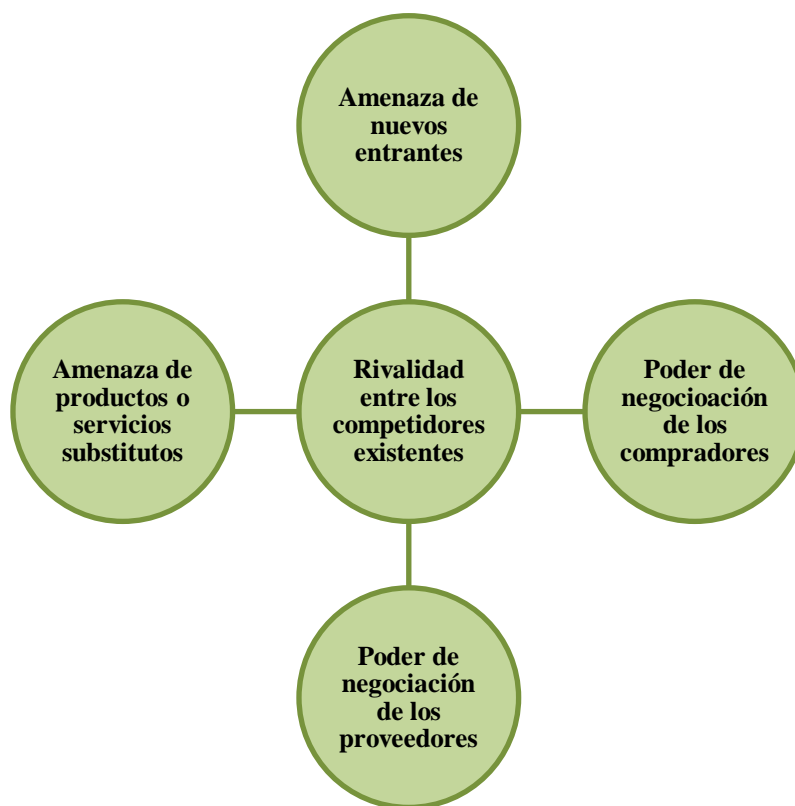 Amenaza de
nuevos
entrantes
Amenaza de
productos o
servicios
substitutos
Rivalidad
entre los
competidores
existentes
Poder de
negocioación
de los
compradores
Poder de
negociación
de los
proveedores